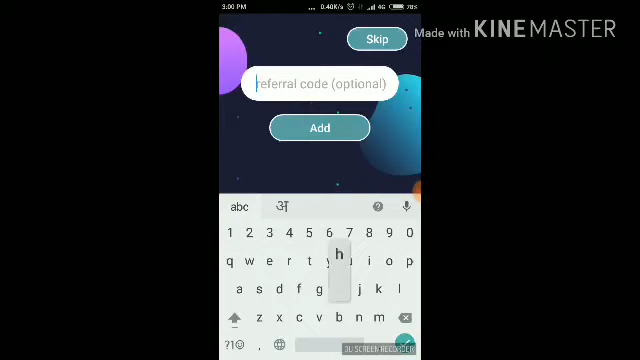 3:00 PM ... 0.40K/s 4G 78%
Skip
Made with KINEMASTER
referral code (optional)
Add
abc अ ?
1 2 3 4 5 6 7 8 9 0
q w e r t y u i o p
h
a s d f g j k l
z x c v b n m
?1☺ ,
DU SCREEN RECORDER